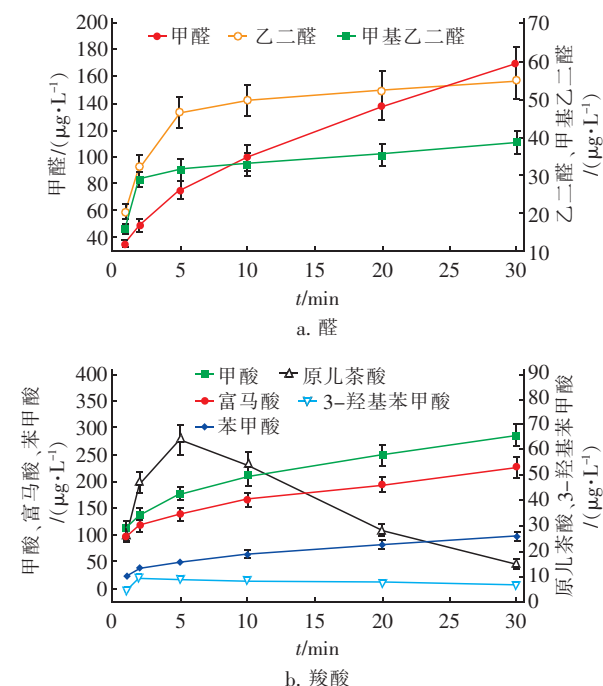 甲醛 乙二醛 甲基乙二醛
200
180
160
140
120
100
80
60
40
甲醛/(μg·L⁻¹)
70
60
50
40
30
20
10
乙二醛、甲基乙二醛
/(μg·L⁻¹)
0 5 10 15 20 25 30
t/min
a. 醛
甲酸 原儿茶酸
富马酸 3-羟基苯甲酸
苯甲酸
400
350
300
250
200
150
100
50
0
甲酸、富马酸、苯甲酸
/(μg·L⁻¹)
90
80
70
60
50
40
30
20
10
0
原儿茶酸、3-羟基苯甲酸
/(μg·L⁻¹)
0 5 10 15 20 25 30
t/min
b. 羧酸